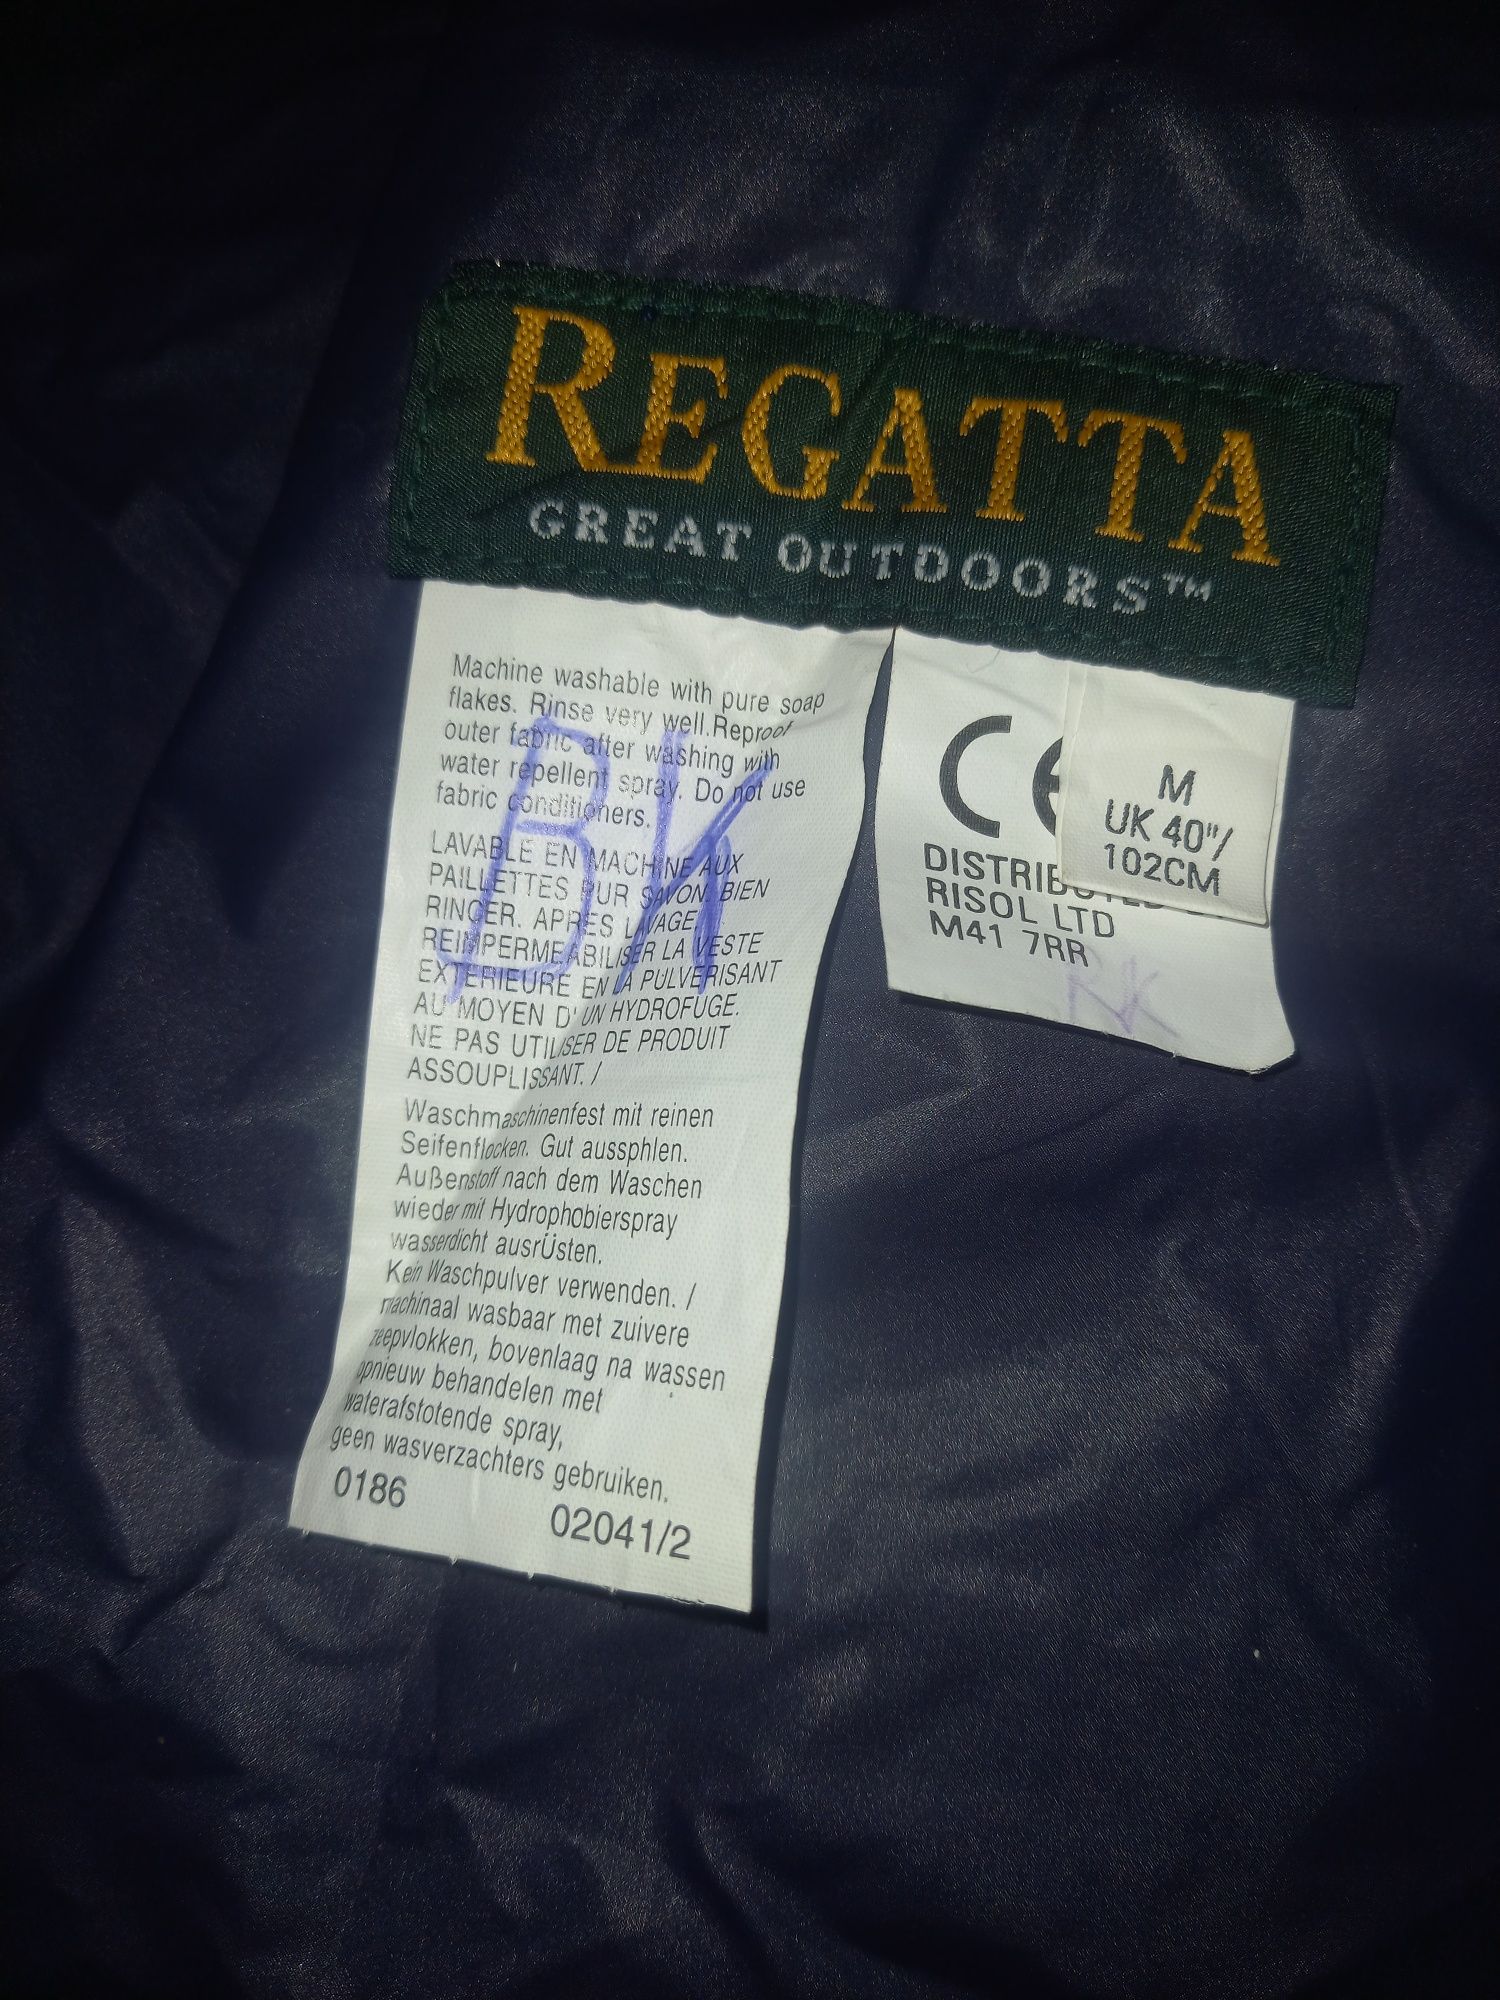 REGATTA
GREAT OUTDOORS™
Machine washable with pure soap
flakes. Rinse very well.Reproof
outer fabric after washing with
water repellent spray. Do not use
fabric conditioners.
LAVABLE EN MACHINE AUX
PAILLETTES PUR SAVON. BIEN
RINCER. APRES LAVAGE,
REIMPERMEABILISER LA VESTE
EXTERIEURE EN LA PULVERISANT
AU MOYEN D' UN HYDROFUGE.
NE PAS UTILISER DE PRODUIT
ASSOUPLISSANT. /
Waschmaschinenfest mit reinen
Seifenflocken. Gut aussphlen.
Außenstoff nach dem Waschen
wieder mit Hydrophobierspray
wasserdicht ausrÜsten.
Kein Waschpulver verwenden. /
machinaal wasbaar met zuivere
zeepvlokken, bovenlaag na wassen
opnieuw behandelen met
waterafstotende spray,
geen wasverzachters gebruiken.
0186 02041/2
BK
CE
DISTRIBUTED
RISOL LTD
M41 7RR
BK
M
UK 40"/
102CM